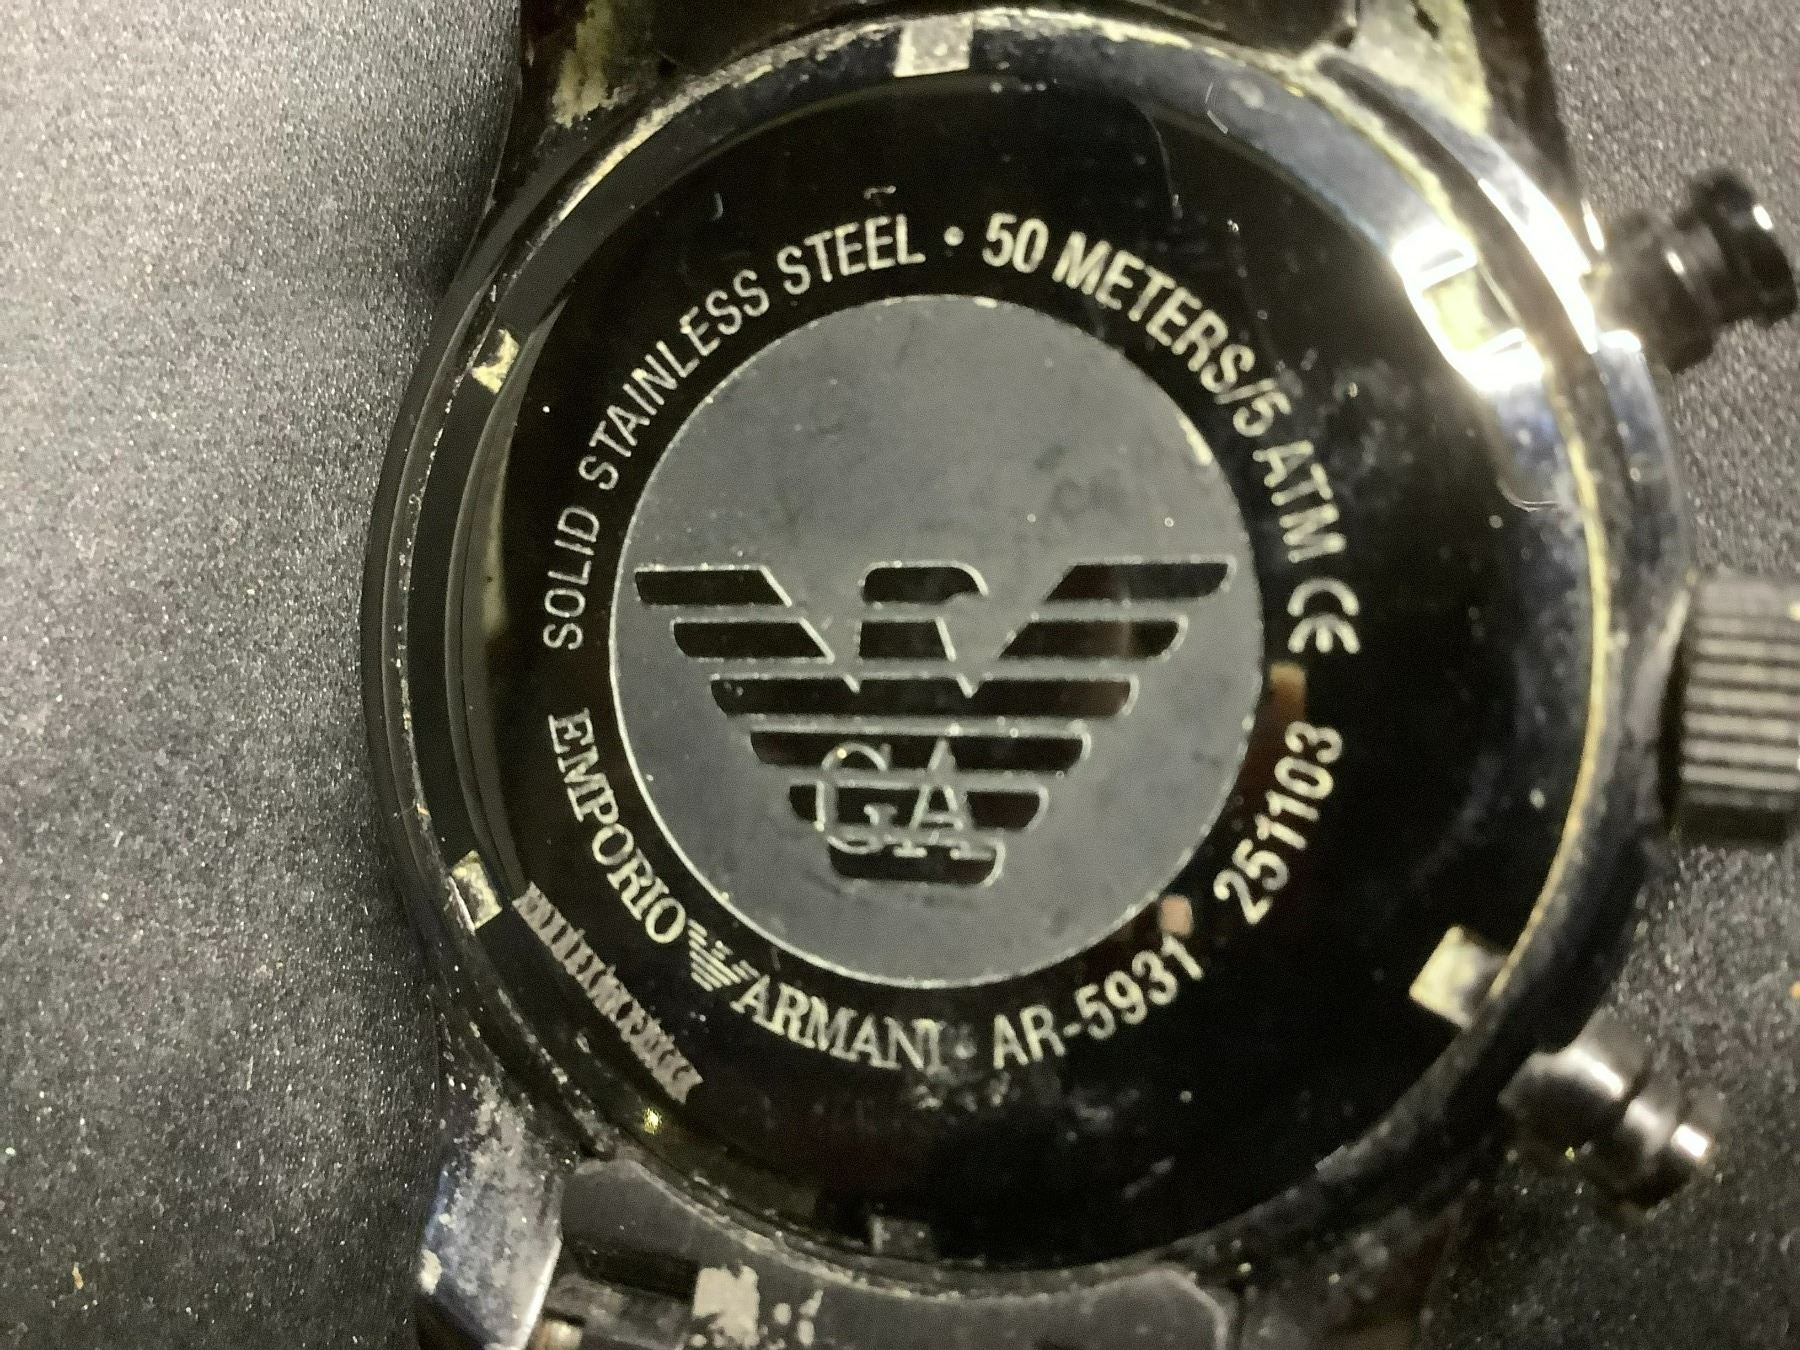 SOLID STAINLESS STEEL • 50 METERS/5 ATM CE
EMPORIO ARMANI • AR-5931 251103
GA